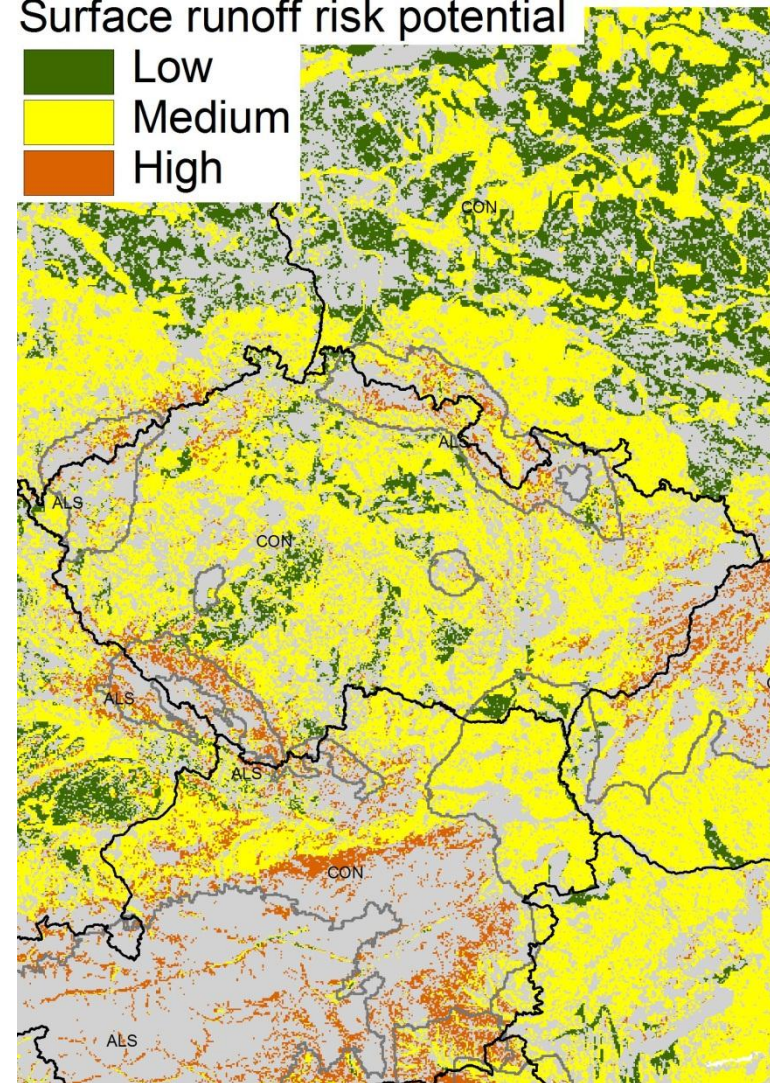 Surface runoff risk potential
Low
Medium
High
CON
ALS
ALS
CON
ALS
ALS
CON
ALS